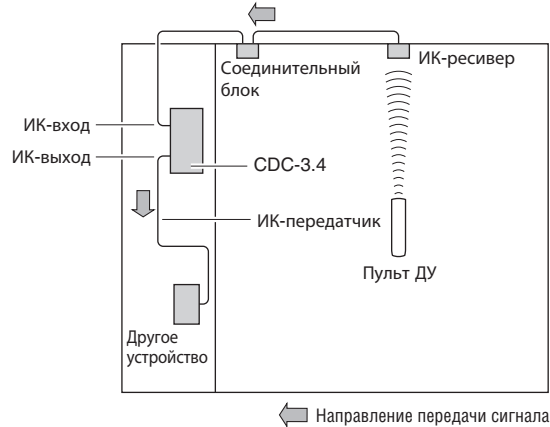 Соединительный
блок
ИК-ресивер
ИК-вход
ИК-выход
CDC-3.4
ИК-передатчик
Пульт ДУ
Другое
устройство
Направление передачи сигнала